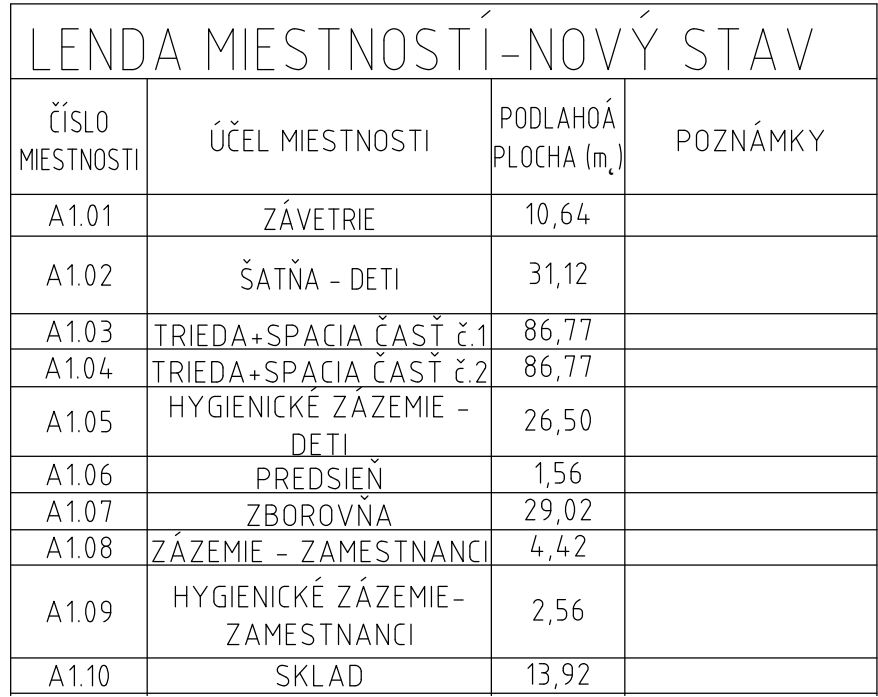 LENDA MIESTNOSTÍ-NOVÝ STAV
ČÍSLO MIESTNOSTI ÚČEL MIESTNOSTI PODLAHOÁ PLOCHA (m˛) POZNÁMKY
A1.01 ZÁVETRIE 10,64
A1.02 ŠATŇA - DETI 31,12
A1.03 TRIEDA+SPACIA ČASŤ č.1 86,77
A1.04 TRIEDA+SPACIA ČASŤ č.2 86,77
A1.05 HYGIENICKÉ ZÁZEMIE - DETI 26,50
A1.06 PREDSIEŇ 1,56
A1.07 ZBOROVŇA 29,02
A1.08 ZÁZEMIE - ZAMESTNANCI 4,42
A1.09 HYGIENICKÉ ZÁZEMIE- ZAMESTNANCI 2,56
A1.10 SKLAD 13,92